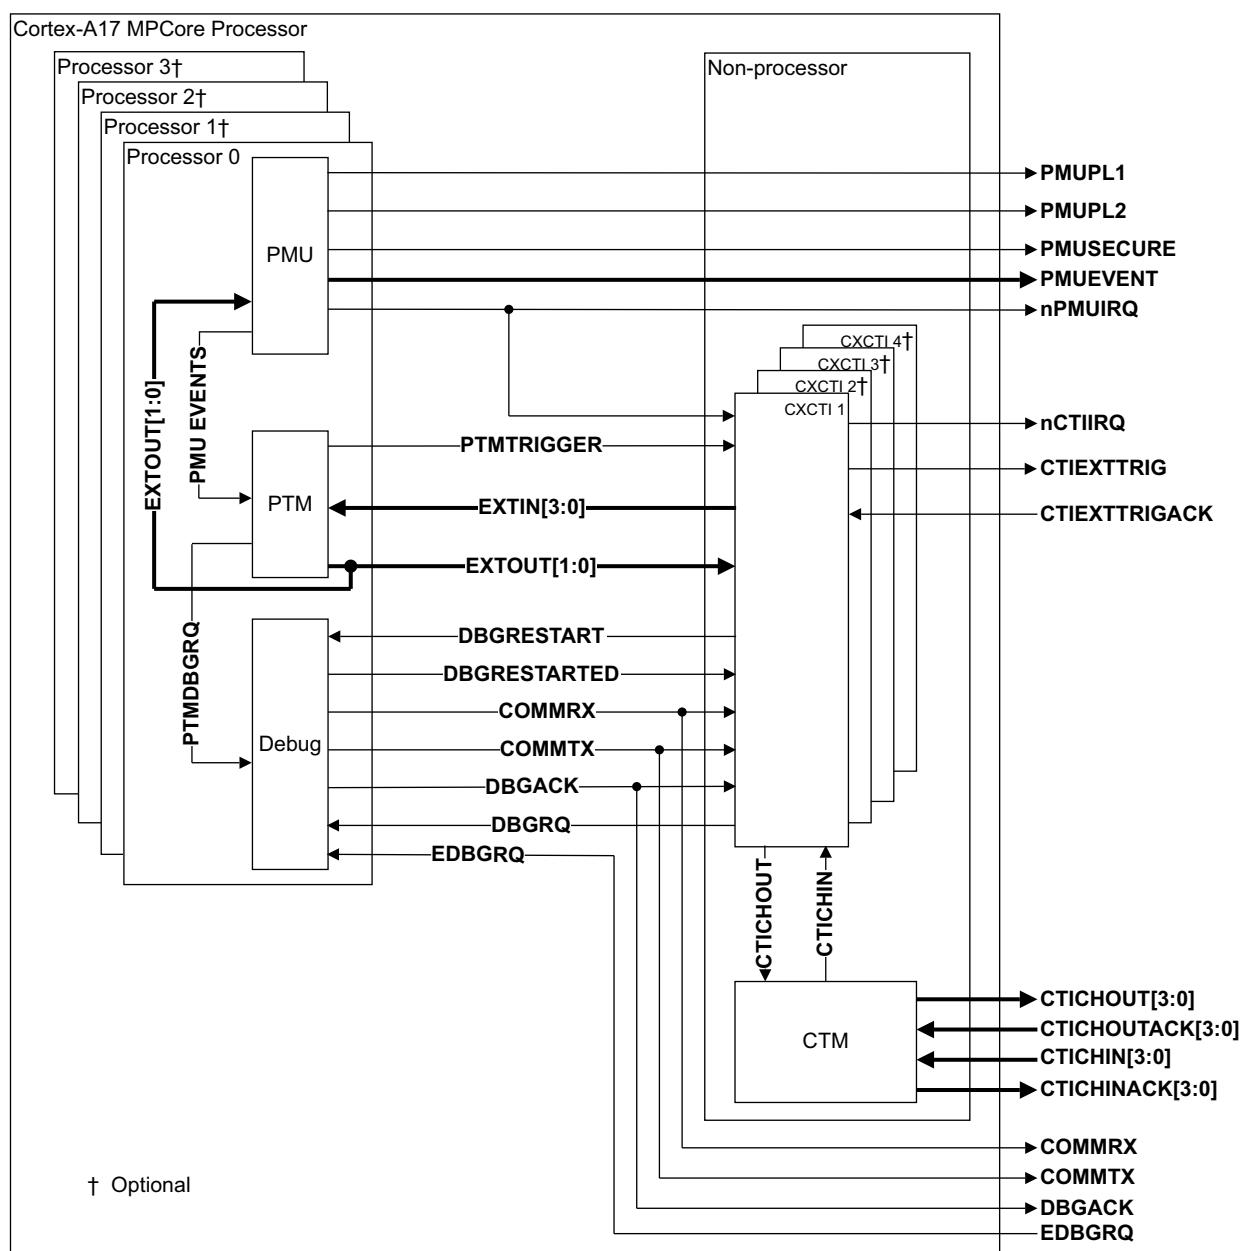 Cortex-A17 MPCore Processor
Processor 3†
Processor 2†
Processor 1†
Processor 0
Non-processor
PMU
PMUPL1
PMUPL2
PMUSECURE
PMUEVENT
nPMUIRQ
EXTOUT[1:0]
PMU EVENTS
CXCTI 4†
CXCTI 3†
CXCTI 2†
CXCTI 1
nCTIIRQ
CTIEXTTRIG
CTIEXTTRIGACK
PTMTRIGGER
PTM
EXTIN[3:0]
EXTOUT[1:0]
PTMDBGRQ
DBGRESTART
DBGRESTARTED
COMMRX
Debug
COMMTX
DBGACK
DBGRQ
EDBGRQ
CTICHOUT
CTICHIN
CTM
CTICHOUT[3:0]
CTICHOUTACK[3:0]
CTICHIN[3:0]
CTICHINACK[3:0]
COMMRX
COMMTX
DBGACK
EDBGRQ
† Optional